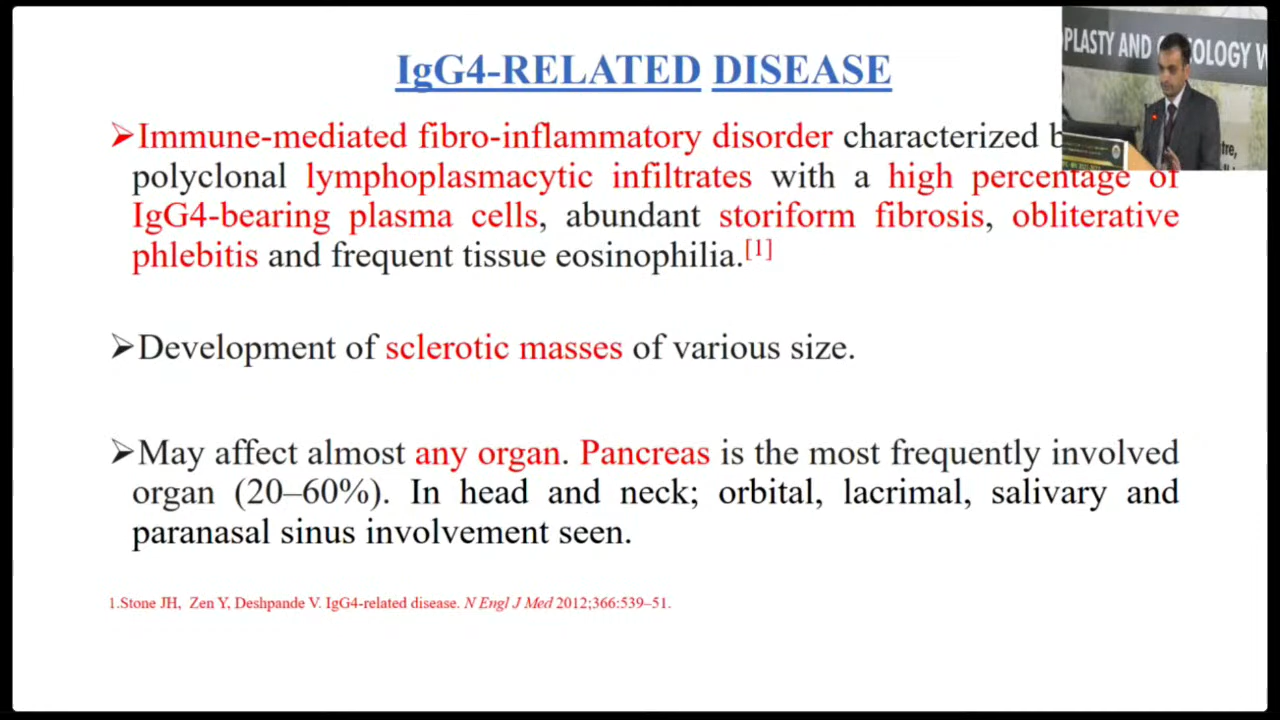 IgG4-RELATED DISEASE
PLASTY AND
➢Immune-mediated fibro-inflammatory disorder characterized
polyclonal lymphoplasmacytic infiltrates with a high percentage of
IgG4-bearing plasma cells, abundant storiform fibrosis, obliterative
phlebitis and frequent tissue eosinophilia.[1]
➢Development of sclerotic masses of various size.
➢May affect almost any organ. Pancreas is the most frequently involved
organ (20–60%). In head and neck; orbital, lacrimal, salivary and
paranasal sinus involvement seen.
1.Stone JH, Zen Y, Deshpande V. IgG4-related disease. N Engl J Med 2012;366:539–51.